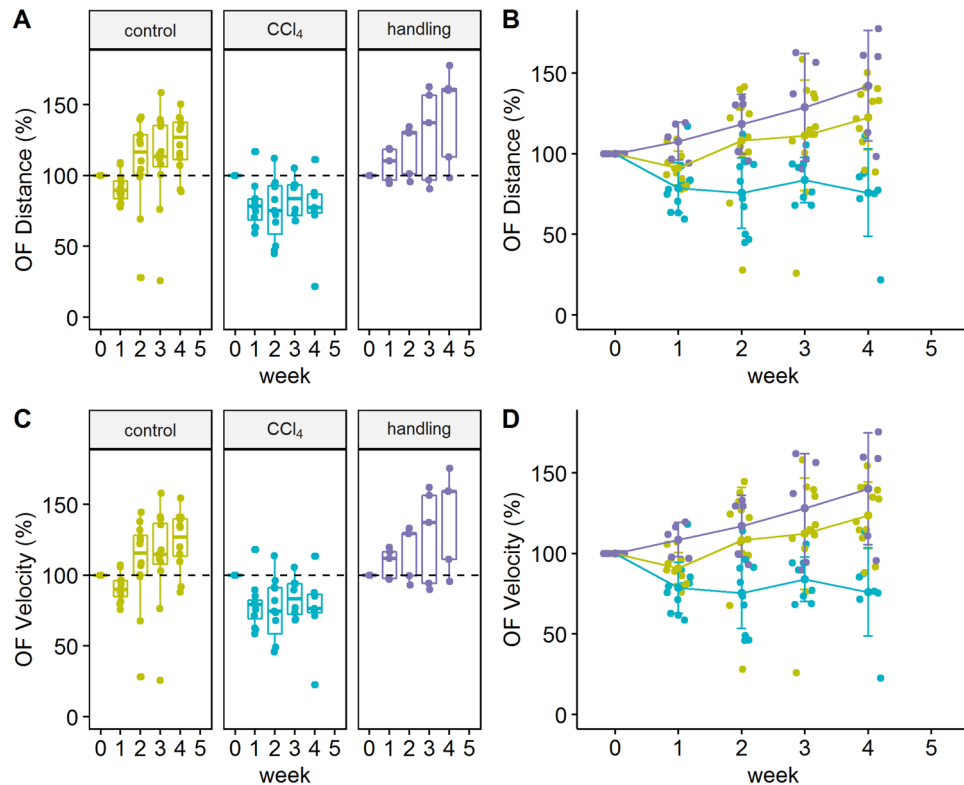 A
control CCl₄ handling
OF Distance (%)
150
100
50
0
0 1 2 3 4 5 0 1 2 3 4 5 0 1 2 3 4 5
week
B
OF Distance (%)
150
100
50
0
0 1 2 3 4 5
week
C
control CCl₄ handling
OF Velocity (%)
150
100
50
0
0 1 2 3 4 5 0 1 2 3 4 5 0 1 2 3 4 5
week
D
OF Velocity (%)
150
100
50
0
0 1 2 3 4 5
week